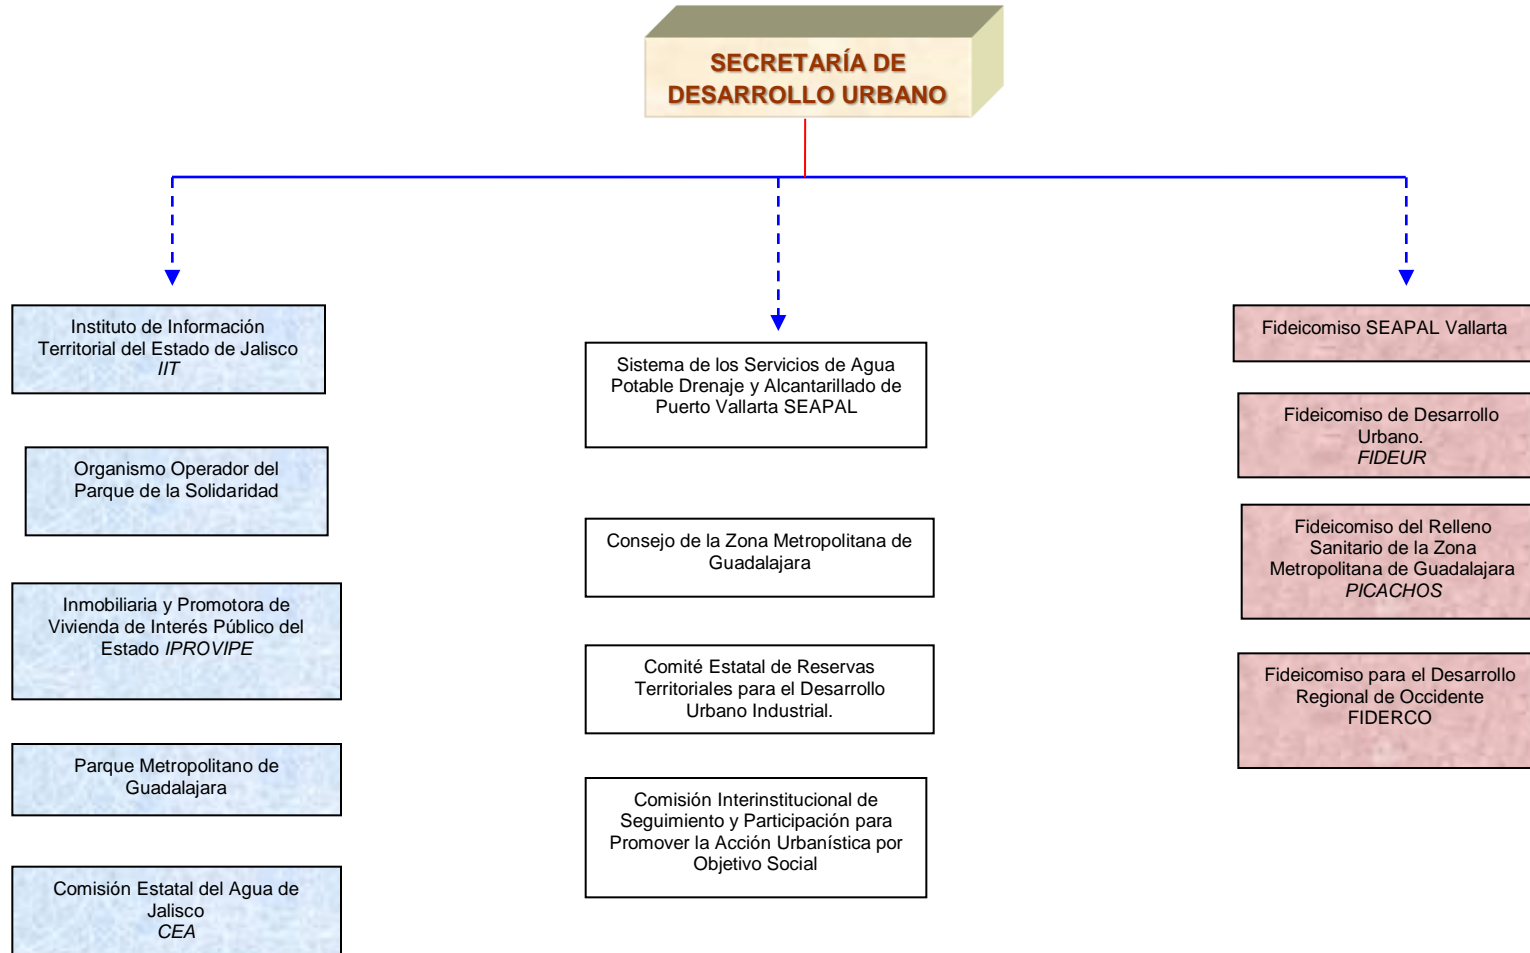 SECRETARÍA DE
DESARROLLO URBANO
Instituto de Información
Territorial del Estado de Jalisco
IIT
Organismo Operador del
Parque de la Solidaridad
Inmobiliaria y Promotora de
Vivienda de Interés Público del
Estado IPROVIPE
Parque Metropolitano de
Guadalajara
Comisión Estatal del Agua de
Jalisco
CEA
Sistema de los Servicios de Agua
Potable Drenaje y Alcantarillado de
Puerto Vallarta SEAPAL
Consejo de la Zona Metropolitana de
Guadalajara
Comité Estatal de Reservas
Territoriales para el Desarrollo
Urbano Industrial.
Comisión Interinstitucional de
Seguimiento y Participación para
Promover la Acción Urbanística por
Objetivo Social
Fideicomiso SEAPAL Vallarta
Fideicomiso de Desarrollo
Urbano.
FIDEUR
Fideicomiso del Relleno
Sanitario de la Zona
Metropolitana de Guadalajara
PICACHOS
Fideicomiso para el Desarrollo
Regional de Occidente
FIDERCO